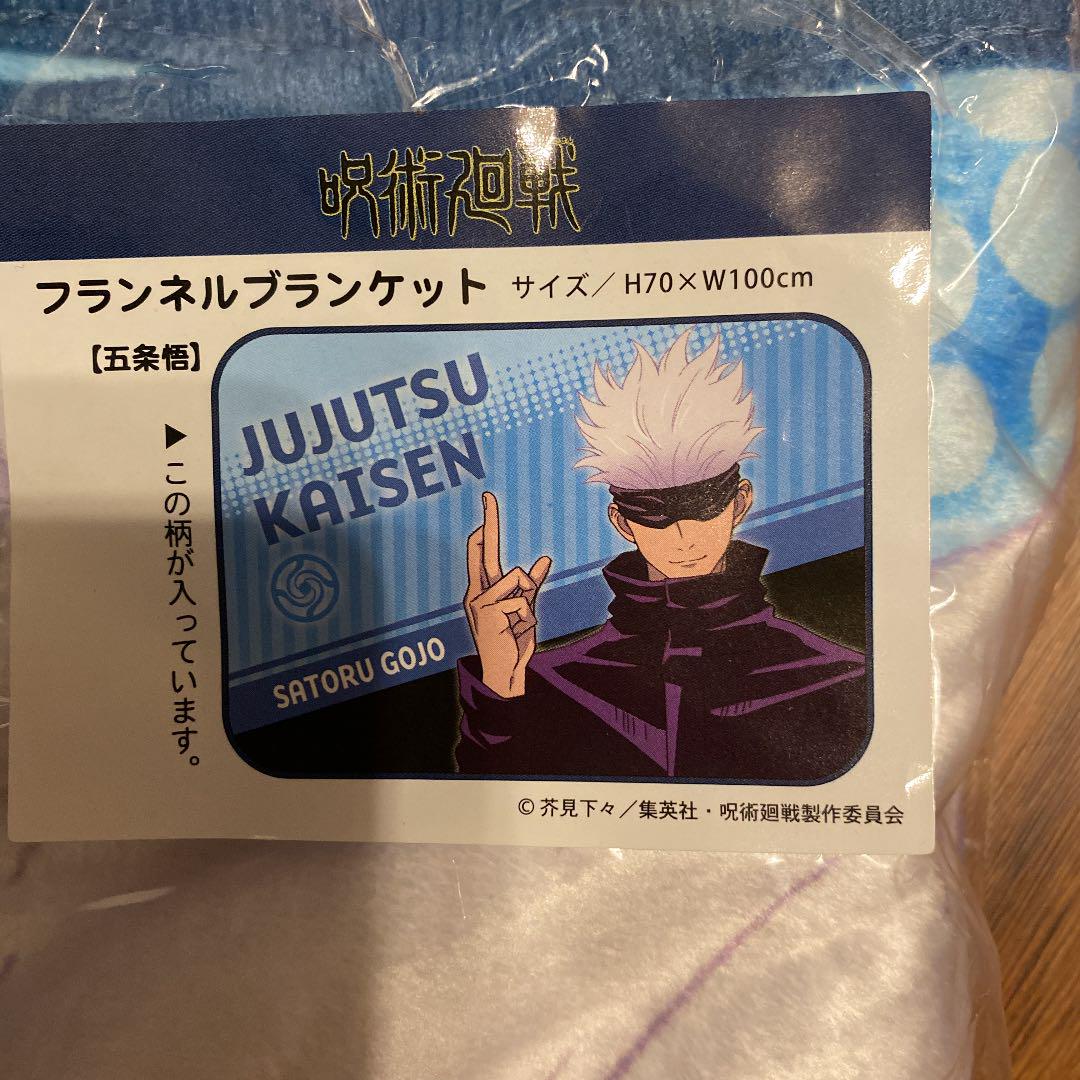 呪術廻戦
フランネルブランケット サイズ／H70×W100cm
【五条悟】
▶この柄が入っています。
JUJUTSU
KAISEN
SATORU GOJO
©芥見下々／集英社・呪術廻戦製作委員会